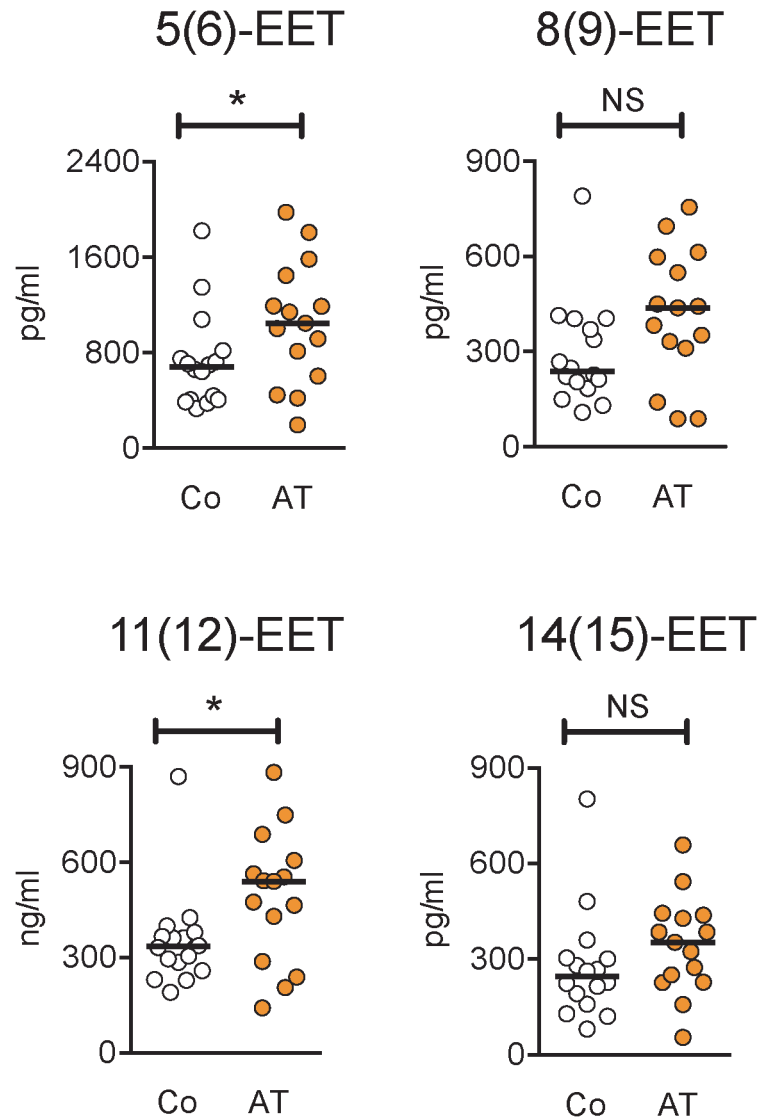 5(6)-EET
*
2400
1600
800
0
pg/ml
Co AT
8(9)-EET
NS
900
600
300
0
pg/ml
Co AT
11(12)-EET
*
900
600
300
0
ng/ml
Co AT
14(15)-EET
NS
900
600
300
0
pg/ml
Co AT